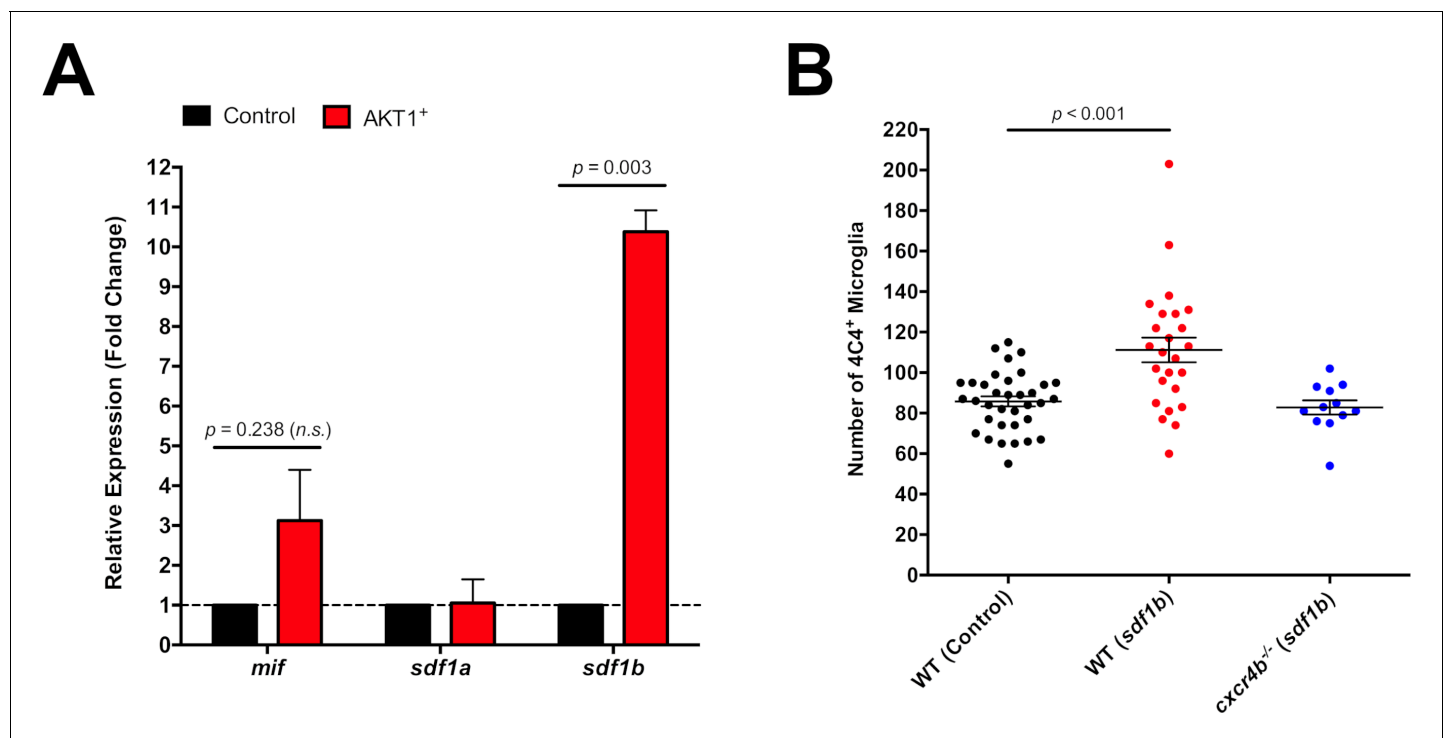 A
Control AKT1+
Relative Expression (Fold Change)
12
11
10
9
8
7
6
5
4
3
2
1
0
p = 0.238 (n.s.)
p = 0.003
mif sdf1a sdf1b
B
p < 0.001
Number of 4C4+ Microglia
220
200
180
160
140
120
100
80
60
40
20
0
WT (Control)
WT (sdf1b)
cxcr4b-/- (sdf1b)